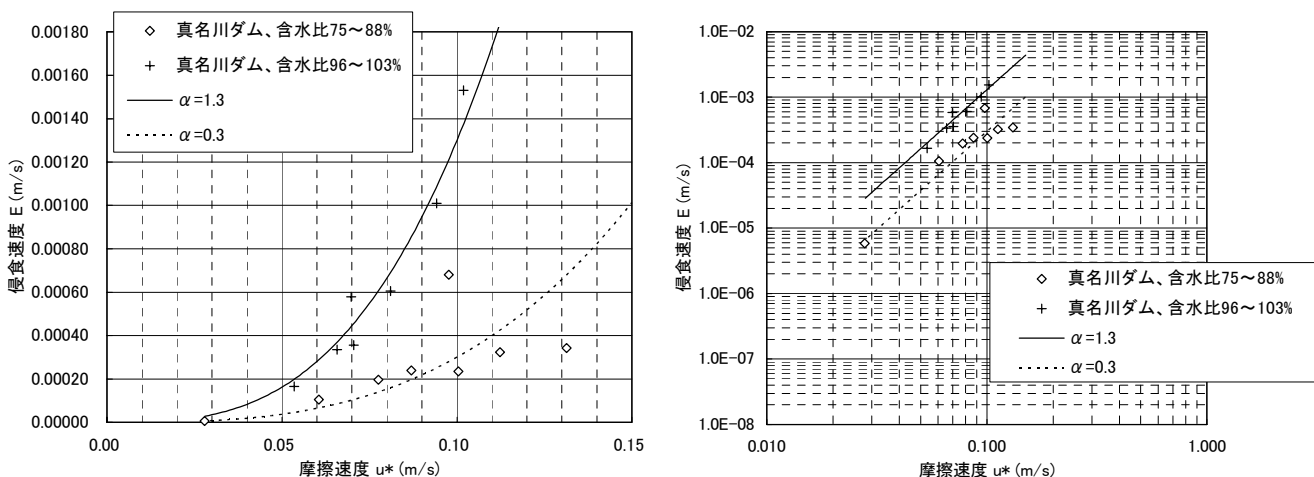 0.00180
0.00160
0.00140
0.00120
0.00100
0.00080
0.00060
0.00040
0.00020
0.00000
侵食速度 E (m/s)
0.00
0.05
0.10
0.15
摩擦速度 u* (m/s)
真名川ダム、含水比75～88%
真名川ダム、含水比96～103%
α=1.3
α=0.3
1.0E-02
1.0E-03
1.0E-04
1.0E-05
1.0E-06
1.0E-07
1.0E-08
侵食速度 E (m/s)
0.010
0.100
1.000
摩擦速度 u* (m/s)
真名川ダム、含水比75～88%
真名川ダム、含水比96～103%
α=1.3
α=0.3